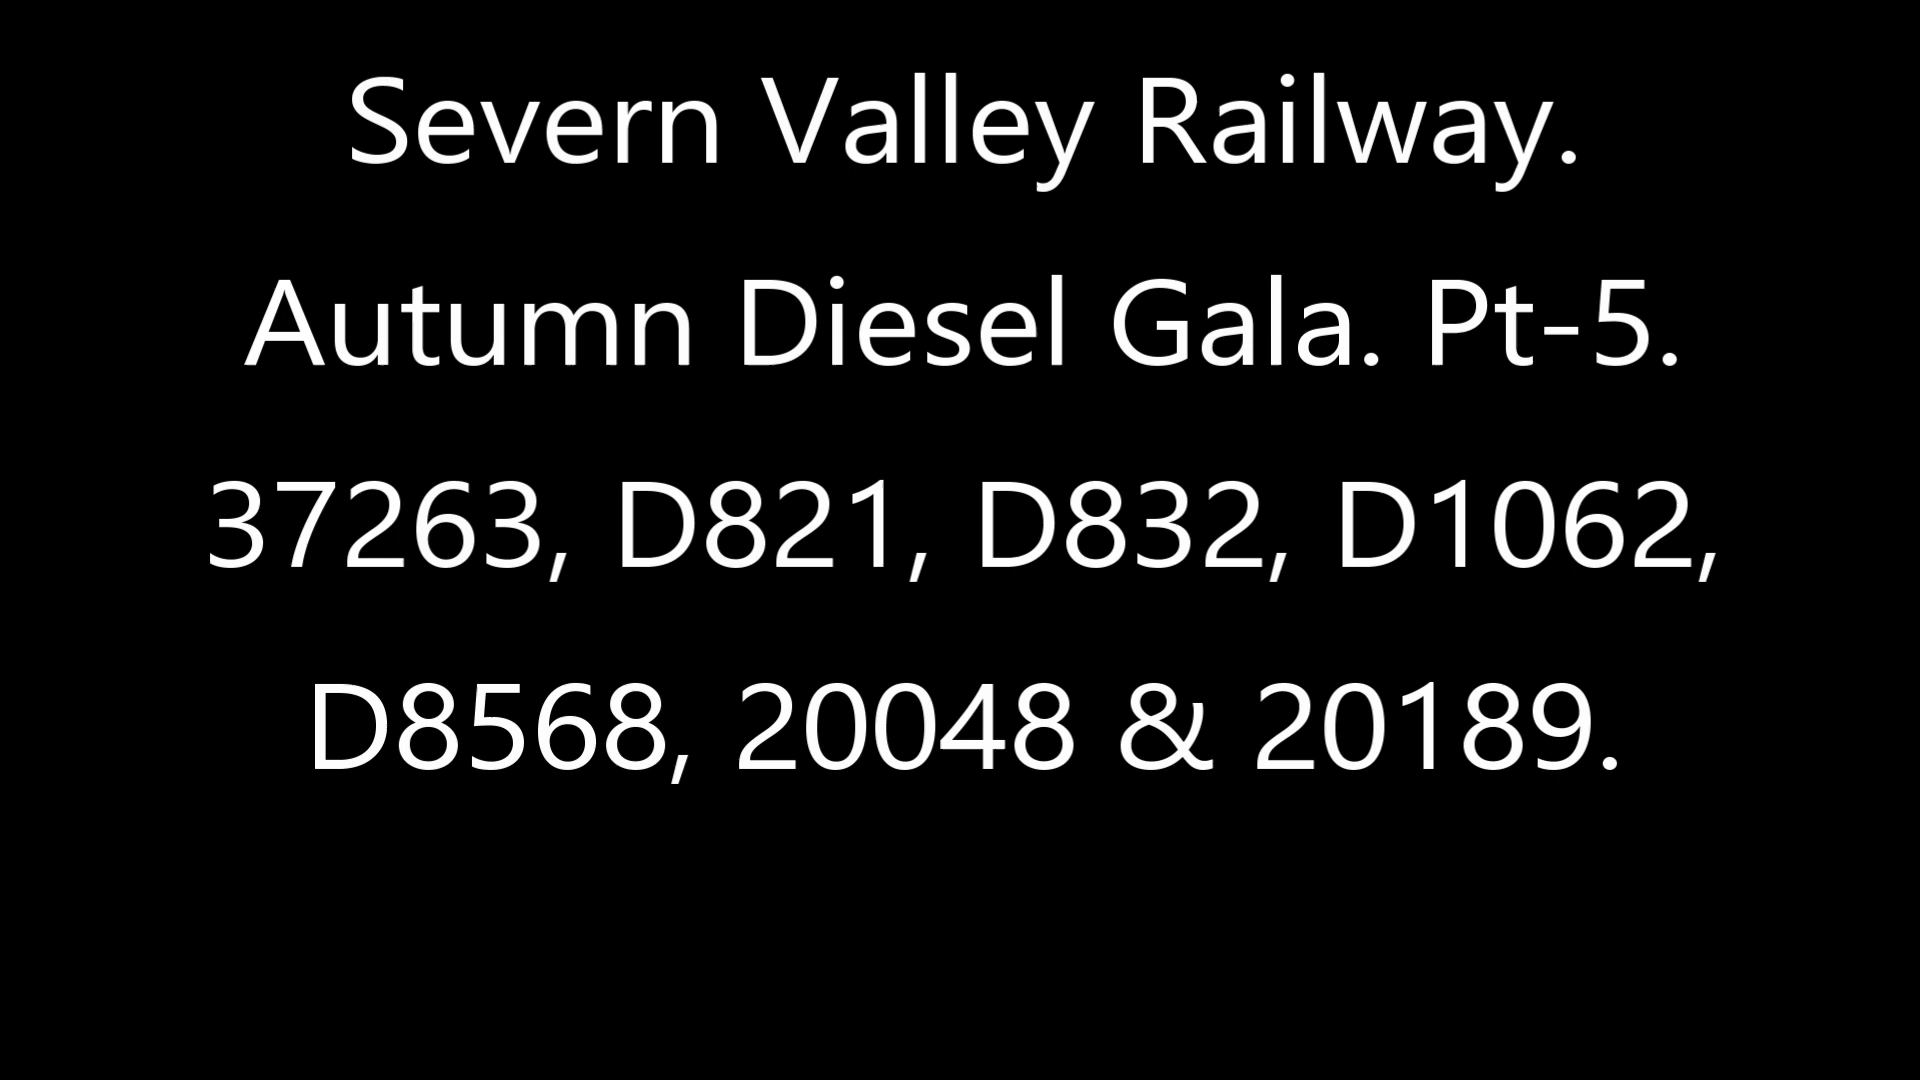 Severn Valley Railway.
Autumn Diesel Gala. Pt-5.
37263, D821, D832, D1062,
D8568, 20048 & 20189.